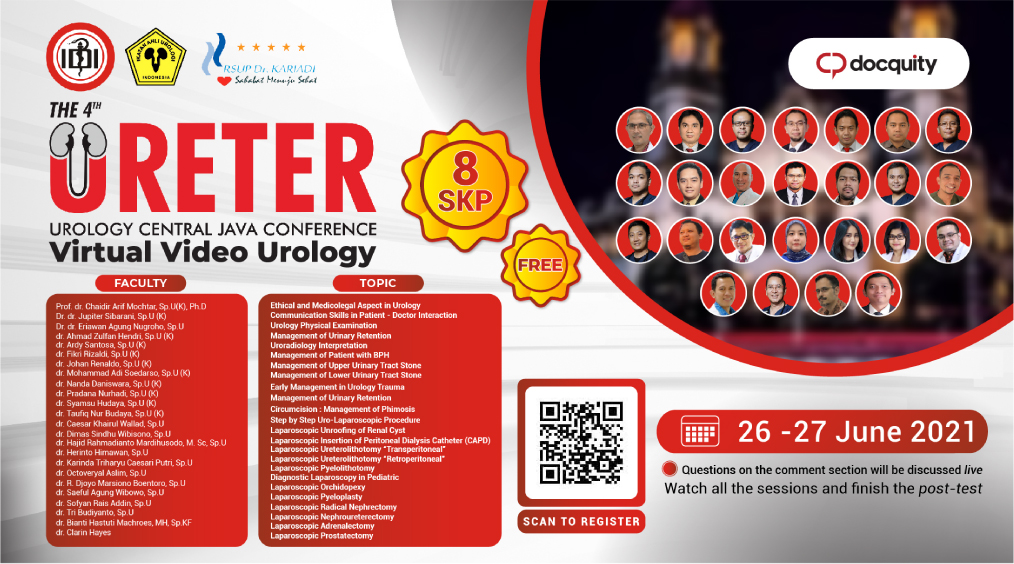 IDI
IKATAN AHLI UROLOGI
INDONESIA
RSUP Dr. KARIADI
Sahabat Menuju Sehat
docquity
THE 4TH
URETER
UROLOGY CENTRAL JAVA CONFERENCE
Virtual Video Urology
8
SKP
FREE
FACULTY
Prof. dr. Chaidir Arif Mochtar, Sp.U(K), Ph.D
Dr. dr. Jupiter Sibarani, Sp.U (K)
Dr. dr. Eriawan Agung Nugroho, Sp.U
dr. Ahmad Zulfan Hendri, Sp.U (K)
dr. Ardy Santosa, Sp.U (K)
dr. Fikri Rizaldi, Sp.U (K)
dr. Johan Renaldo, Sp.U (K)
dr. Mohammad Adi Soedarso, Sp.U (K)
dr. Nanda Daniswara, Sp.U (K)
dr. Pradana Nurhadi, Sp.U (K)
dr. Syamsu Hudaya, Sp.U (K)
dr. Taufiq Nur Budaya, Sp.U (K)
dr. Caesar Khairul Wallad, Sp.U
dr. Dimas Sindhu Wibisono, Sp.U
dr. Hajid Rahmadianto Mardihusodo, M. Sc, Sp.U
dr. Herinto Himawan, Sp.U
dr. Karinda Triharyu Caesari Putri, Sp.U
dr. Octoveryal Aslim, Sp.U
dr. R. Djoyo Marsiono Boentoro, Sp.U
dr. Saeful Agung Wibowo, Sp.U
dr. Sofyan Rais Addin, Sp.U
dr. Tri Budiyanto, Sp.U
dr. Bianti Hastuti Machroes, MH, Sp.KF
dr. Clarin Hayes
TOPIC
Ethical and Medicolegal Aspect in Urology
Communication Skills in Patient - Doctor Interaction
Urology Physical Examination
Management of Urinary Retention
Uroradiology Interpretation
Management of Patient with BPH
Management of Upper Urinary Tract Stone
Management of Lower Urinary Tract Stone
Early Management in Urology Trauma
Management of Urinary Retention
Circumcision : Management of Phimosis
Step by Step Uro-Laparoscopic Procedure
Laparoscopic Unroofing of Renal Cyst
Laparoscopic Insertion of Peritoneal Dialysis Catheter (CAPD)
Laparoscopic Ureterolithotomy "Transperitoneal"
Laparoscopic Ureterolithotomy "Retroperitoneal"
Laparoscopic Pyelolithotomy
Diagnostic Laparoscopy in Pediatric
Laparoscopic Orchidopexy
Laparoscopic Pyeloplasty
Laparoscopic Radical Nephrectomy
Laparoscopic Nephroureterectomy
Laparoscopic Adrenalectomy
Laparoscopic Prostatectomy
SCAN TO REGISTER
26 -27 June 2021
Questions on the comment section will be discussed live
Watch all the sessions and finish the post-test